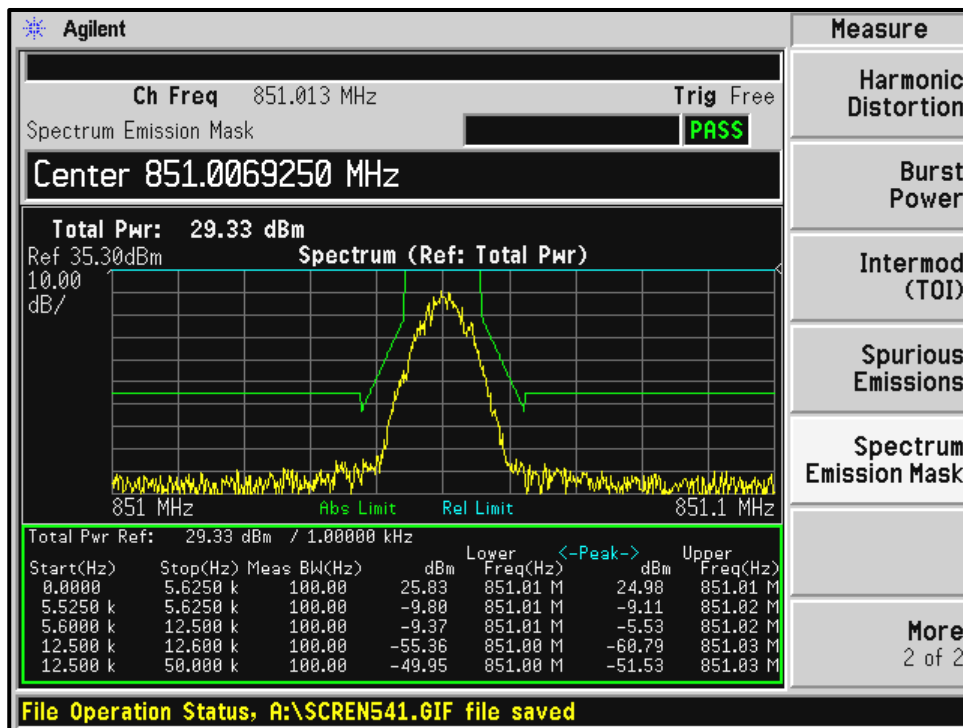 Agilent
Measure
Ch Freq 851.013 MHz Trig Free
Spectrum Emission Mask PASS
Center 851.0069250 MHz
Total Pwr: 29.33 dBm
Ref 35.30dBm Spectrum (Ref: Total Pwr)
10.00
dB/
851 MHz Abs Limit Rel Limit 851.1 MHz
Total Pwr Ref: 29.33 dBm / 1.00000 kHz
Lower <-Peak-> Upper
Start(Hz) Stop(Hz) Meas BW(Hz) dBm Freq(Hz) dBm Freq(Hz)
0.0000 5.6250 k 100.00 25.83 851.01 M 24.98 851.01 M
5.5250 k 5.6250 k 100.00 -9.80 851.01 M -9.11 851.02 M
5.6000 k 12.500 k 100.00 -9.37 851.01 M -5.53 851.02 M
12.500 k 12.600 k 100.00 -55.36 851.00 M -60.79 851.03 M
12.500 k 50.000 k 100.00 -49.95 851.00 M -51.53 851.03 M
File Operation Status, A:\SCREN541.GIF file saved
Harmonic
Distortion
Burst
Power
Intermod
(TOI)
Spurious
Emissions
Spectrum
Emission Mask
More
2 of 2